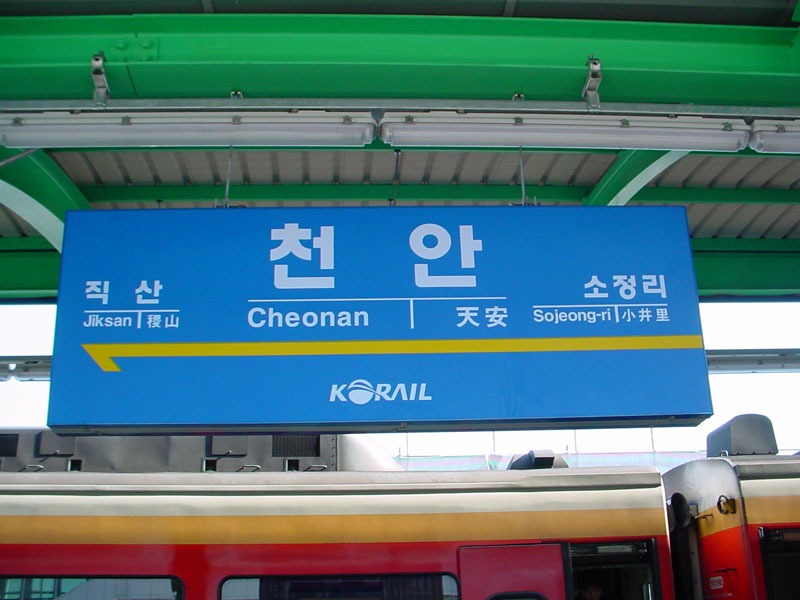 천 안
Cheonan 天安
직 산
Jiksan 稷山
소정리
Sojeong-ri 小井里
KORAIL